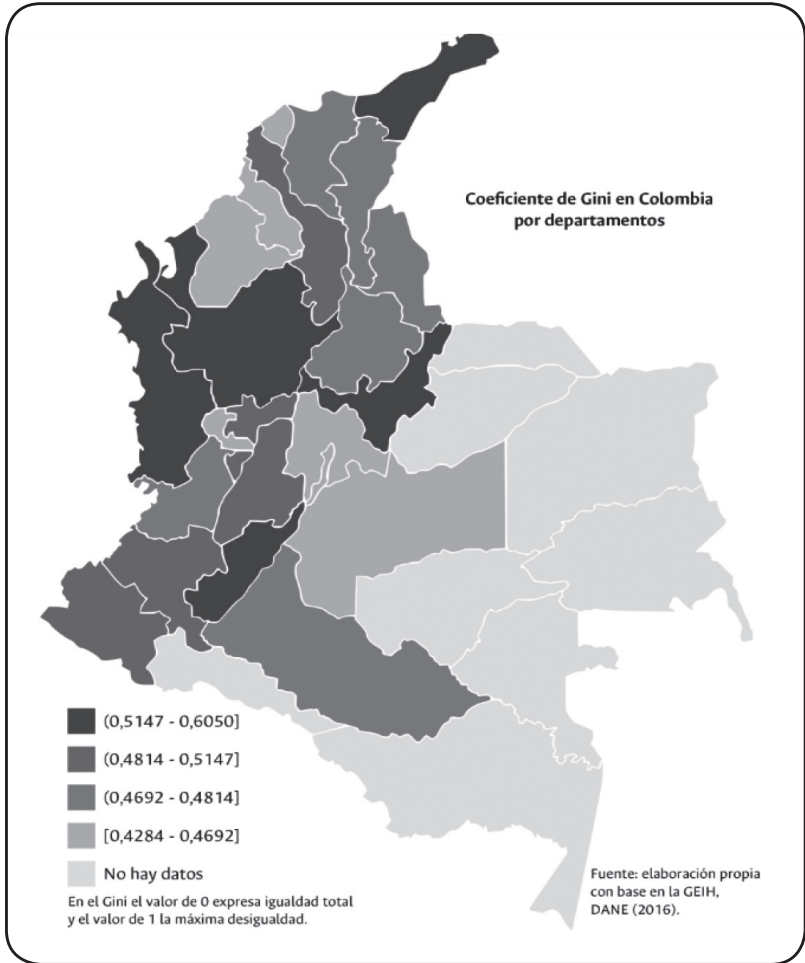 Coeficiente de Gini en Colombia
por departamentos
(0,5147 - 0,6050]
(0,4814 - 0,5147]
(0,4692 - 0,4814]
[0,4284 - 0,4692]
No hay datos
En el Gini el valor de 0 expresa igualdad total
y el valor de 1 la máxima desigualdad.
Fuente: elaboración propia
con base en la GEIH,
DANE (2016).